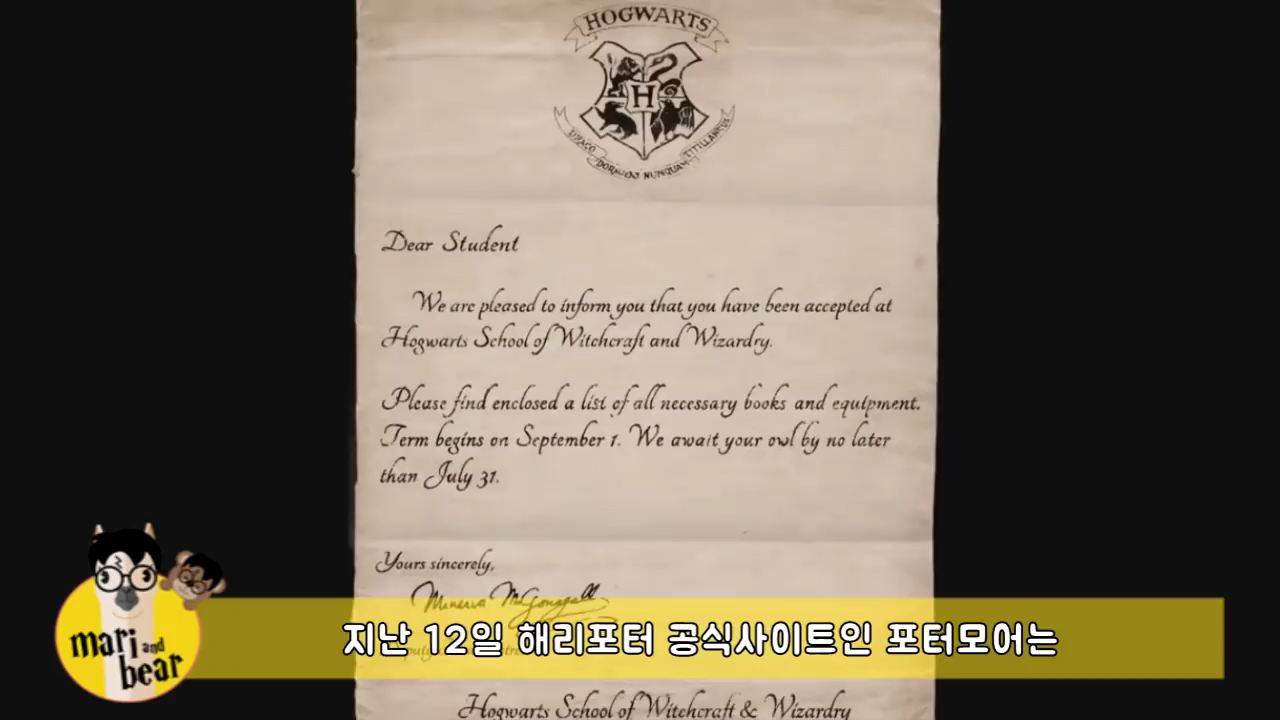 HOGWARTS
H
DRACO DORMIENS NUNQUAM TITILLANDUS
Dear Student
We are pleased to inform you that you have been accepted at
Hogwarts School of Witchcraft and Wizardry.
Please find enclosed a list of all necessary books and equipment.
Term begins on September 1. We await your owl by no later
than July 31.
Yours sincerely,
Minerva McGonagall
mari and bear
지난 12일 해리포터 공식사이트인 포터모어는
Hogwarts School of Witchcraft & Wizardry